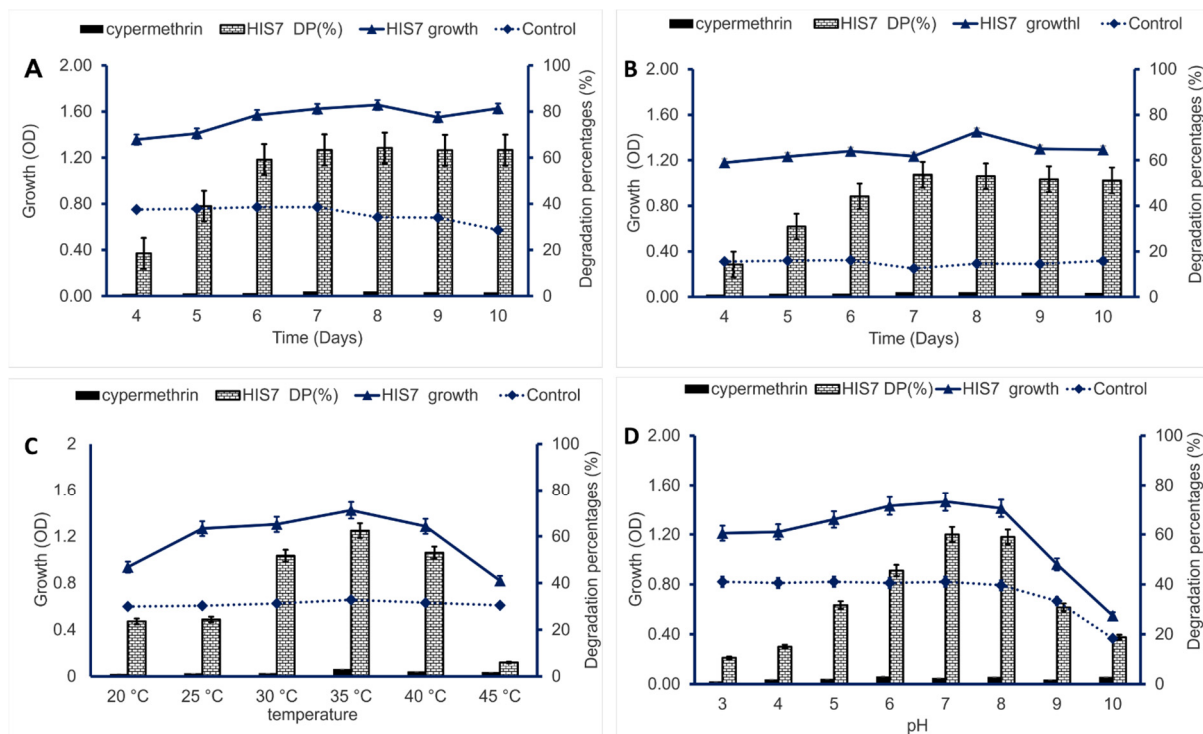 cypermethrin HIS7 DP(%) HIS7 growth Control
A
2.00
1.60
1.20
0.80
0.40
0.00
Growth (OD)
100
80
60
40
20
0
Degradation percentages (%)
4 5 6 7 8 9 10
Time (Days)
cypermethrin HIS7 DP(%) HIS7 growthl Control
B
2.00
1.60
1.20
0.80
0.40
0.00
Growth (OD)
100
80
60
40
20
0
Degradation percentages (%)
4 5 6 7 8 9 10
Time (Days)
cypermethrin HIS7 DP(%) HIS7 growth Control
C
2
1.6
1.2
0.8
0.4
0
Growth (OD)
100
80
60
40
20
0
Degradation percentages (%)
20 °C 25 °C 30 °C 35 °C 40 °C 45 °C
temperature
cypermethrin HIS7 DP(%) HIS7 growth Control
D
2.00
1.60
1.20
0.80
0.40
0.00
Growth (OD)
100
80
60
40
20
0
Degradation percentages (%)
3 4 5 6 7 8 9 10
pH